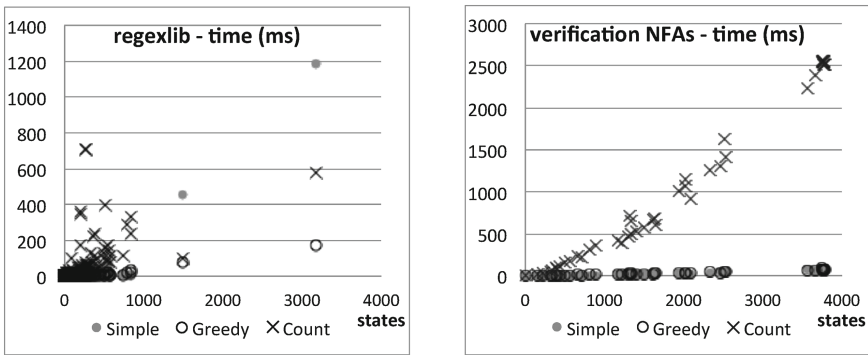 regexlib - time (ms)
1400
1200
1000
800
600
400
200
0
0 1000 2000 3000 4000
states
Simple Greedy Count
verification NFAs - time (ms)
3000
2500
2000
1500
1000
500
0
0 1000 2000 3000 4000
states
Simple Greedy Count